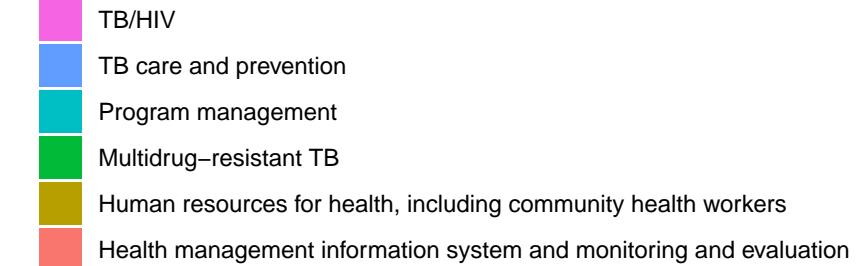 TB/HIV
TB care and prevention
Program management
Multidrug−resistant TB
Human resources for health, including community health workers
Health management information system and monitoring and evaluation